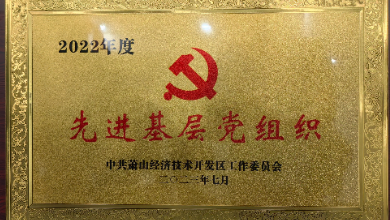 2022年度
先进基层党组织
中共萧山经济技术开发区工作委员会
二〇二一年七月